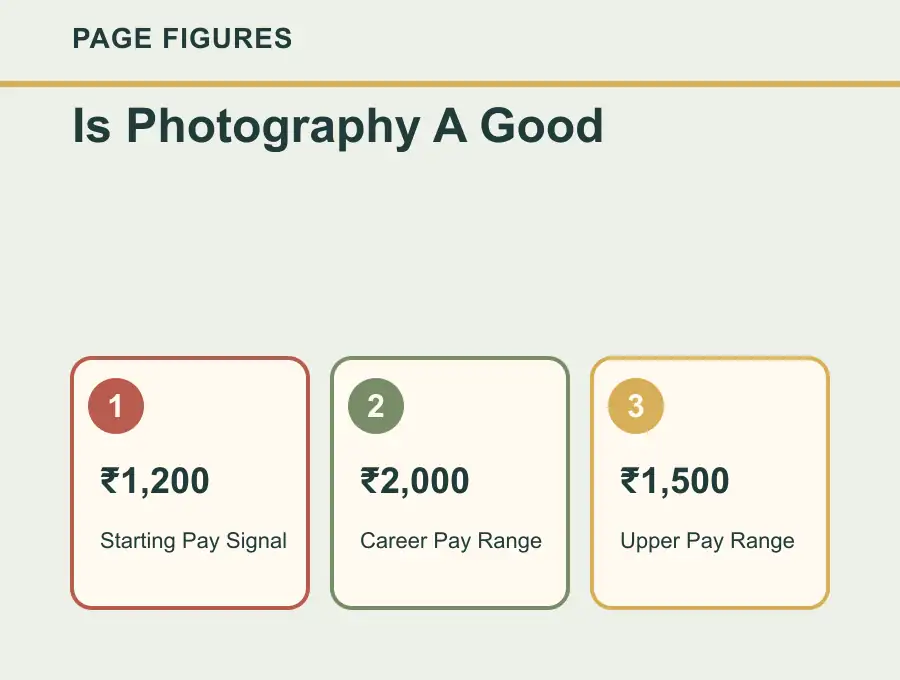 PAGE FIGURES
Is Photography A Good
1
₹1,200
Starting Pay Signal
2
₹2,000
Career Pay Range
3
₹1,500
Upper Pay Range